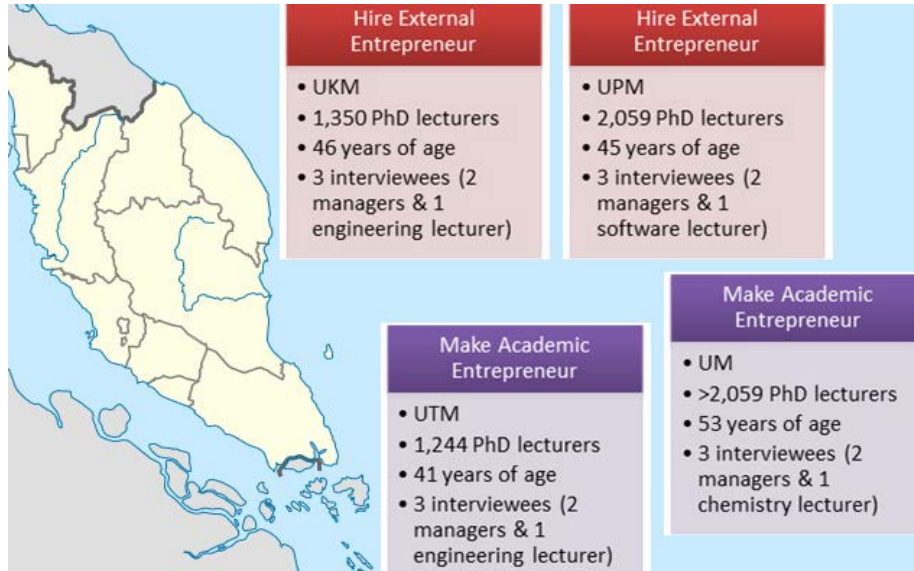 Hire External
Entrepreneur
• UKM
• 1,350 PhD lecturers
• 46 years of age
• 3 interviewees (2
managers & 1
engineering lecturer)
Hire External
Entrepreneur
• UPM
• 2,059 PhD lecturers
• 45 years of age
• 3 interviewees (2
managers & 1
software lecturer)
Make Academic
Entrepreneur
• UTM
• 1,244 PhD lecturers
• 41 years of age
• 3 interviewees (2
managers & 1
engineering lecturer)
Make Academic
Entrepreneur
• UM
• >2,059 PhD lecturers
• 53 years of age
• 3 interviewees (2
managers & 1
chemistry lecturer)